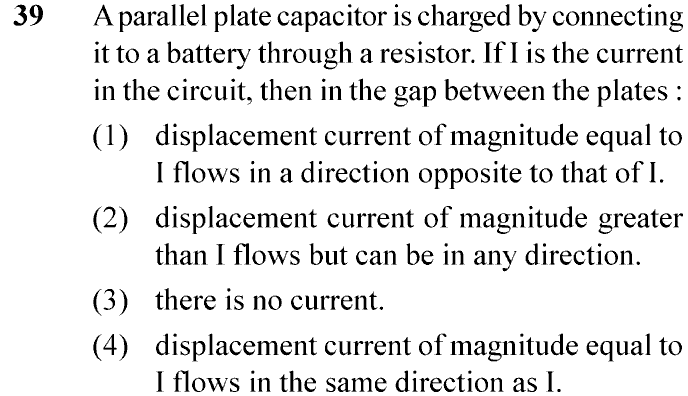 39 A parallel plate capacitor is charged by connecting
it to a battery through a resistor. If I is the current
in the circuit, then in the gap between the plates :
(1) displacement current of magnitude equal to
I flows in a direction opposite to that of I.
(2) displacement current of magnitude greater
than I flows but can be in any direction.
(3) there is no current.
(4) displacement current of magnitude equal to
I flows in the same direction as I.